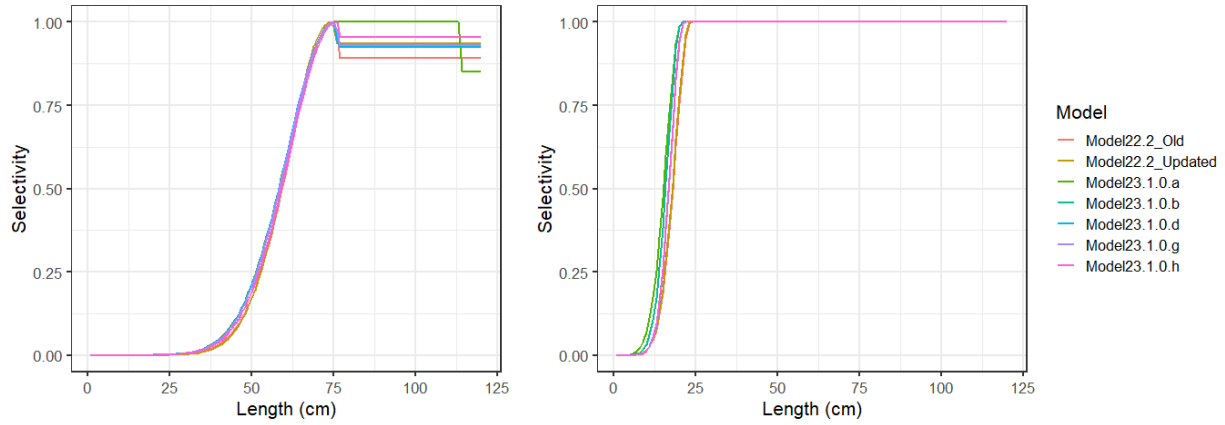 1.00
0.75
0.50
0.25
0.00
Selectivity
0
25
50
75
100
125
Length (cm)
1.00
0.75
0.50
0.25
0.00
Selectivity
0
25
50
75
100
125
Length (cm)
Model
Model22.2_Old
Model22.2_Updated
Model23.1.0.a
Model23.1.0.b
Model23.1.0.d
Model23.1.0.g
Model23.1.0.h